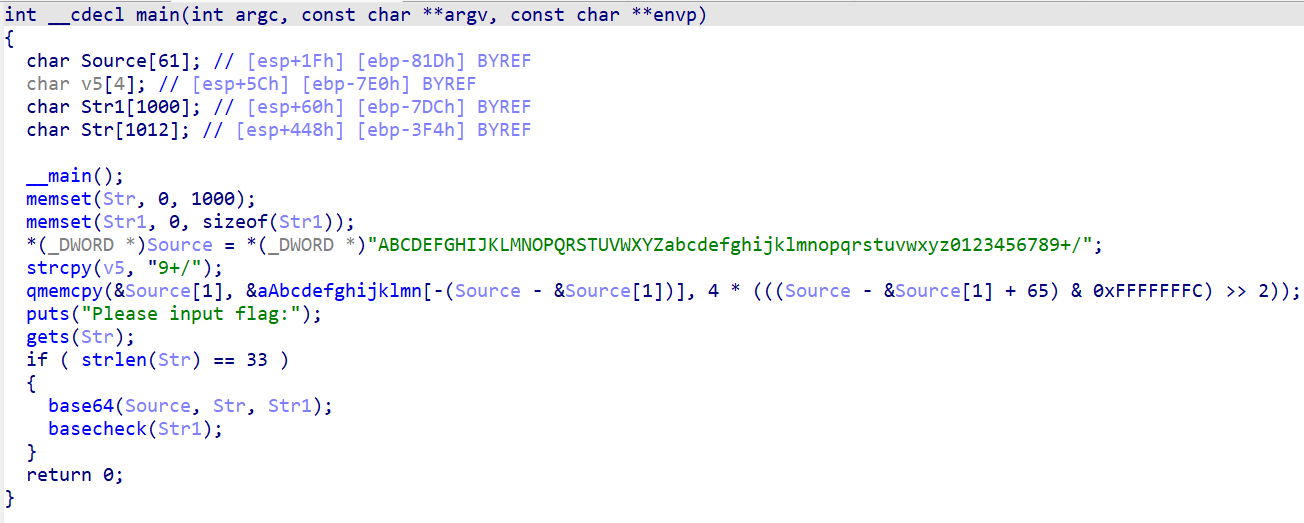 int __cdecl main(int argc, const char **argv, const char **envp)
{
  char Source[61]; // [esp+1Fh] [ebp-81Dh] BYREF
  char v5[4]; // [esp+5Ch] [ebp-7E0h] BYREF
  char Str1[1000]; // [esp+60h] [ebp-7DCh] BYREF
  char Str[1012]; // [esp+448h] [ebp-3F4h] BYREF

  __main();
  memset(Str, 0, 1000);
  memset(Str1, 0, sizeof(Str1));
  *(_DWORD *)Source = *(_DWORD *)"ABCDEFGHIJKLMNOPQRSTUVWXYZabcdefghijklmnopqrstuvwxyz0123456789+/";
  strcpy(v5, "9+/");
  qmemcpy(&Source[1], &aAbcdefghijklmn[-(Source - &Source[1])], 4 * (((Source - &Source[1] + 65) & 0xFFFFFFFC) >> 2));
  puts("Please input flag:");
  gets(Str);
  if ( strlen(Str) == 33 )
  {
    base64(Source, Str, Str1);
    basecheck(Str1);
  }
  return 0;
}